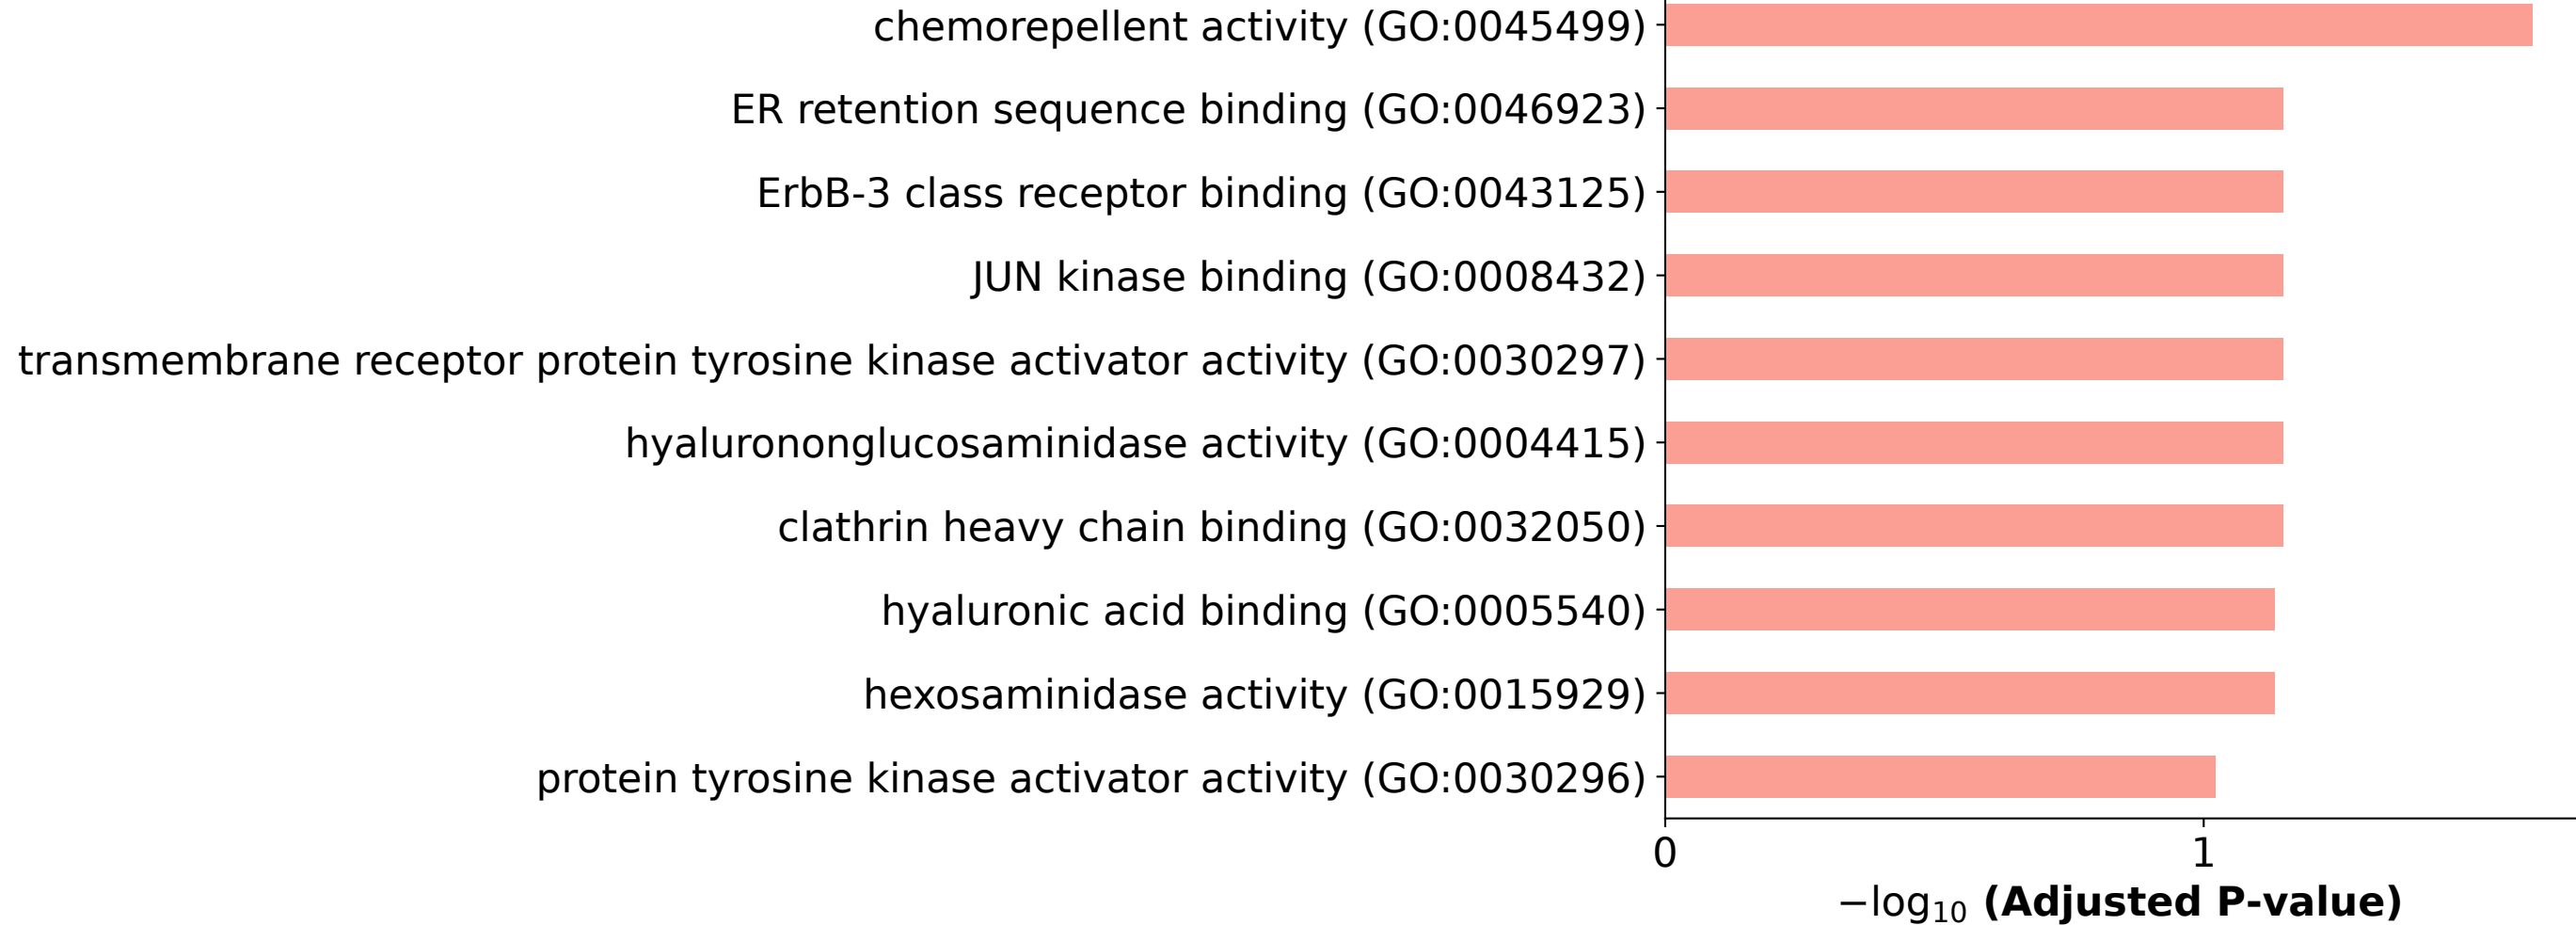 chemorepellent activity (GO:0045499)
ER retention sequence binding (GO:0046923)
ErbB-3 class receptor binding (GO:0043125)
JUN kinase binding (GO:0008432)
transmembrane receptor protein tyrosine kinase activator activity (GO:0030297)
hyalurononglucosaminidase activity (GO:0004415)
clathrin heavy chain binding (GO:0032050)
hyaluronic acid binding (GO:0005540)
hexosaminidase activity (GO:0015929)
protein tyrosine kinase activator activity (GO:0030296)
0 1
−log₁₀ (Adjusted P-value)